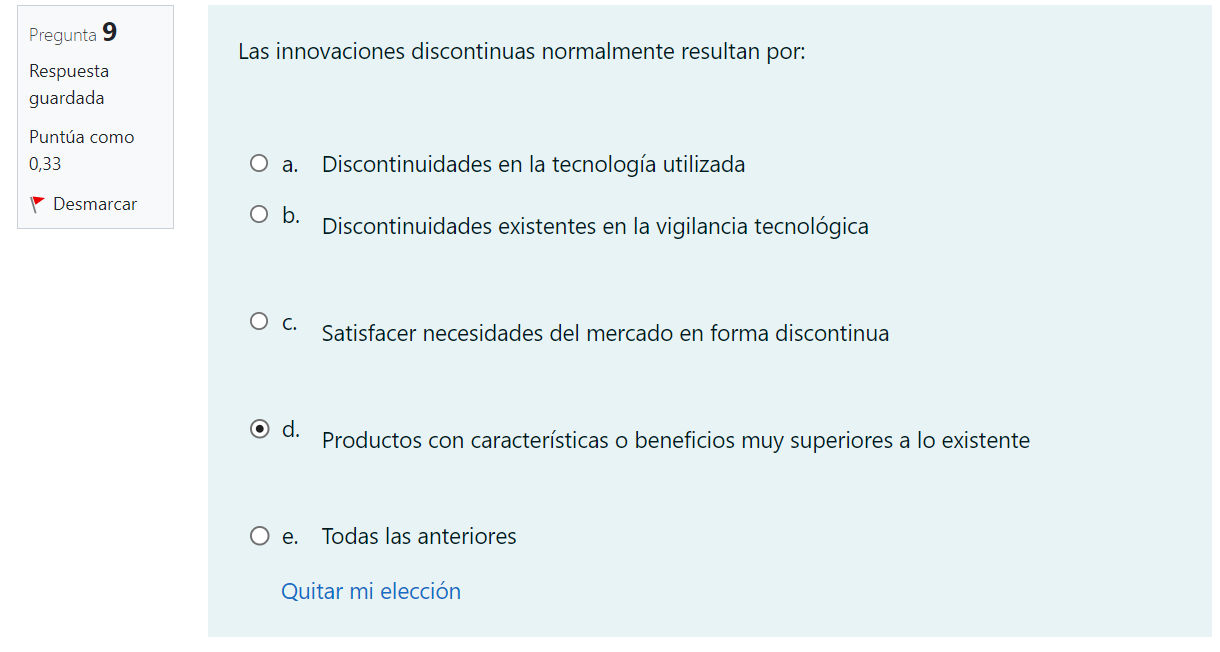 Pregunta 9
Respuesta
guardada
Puntúa como
0,33
Desmarcar
Las innovaciones discontinuas normalmente resultan por:
a. Discontinuidades en la tecnología utilizada
b. Discontinuidades existentes en la vigilancia tecnológica
c. Satisfacer necesidades del mercado en forma discontinua
d. Productos con características o beneficios muy superiores a lo existente
e. Todas las anteriores
Quitar mi elección